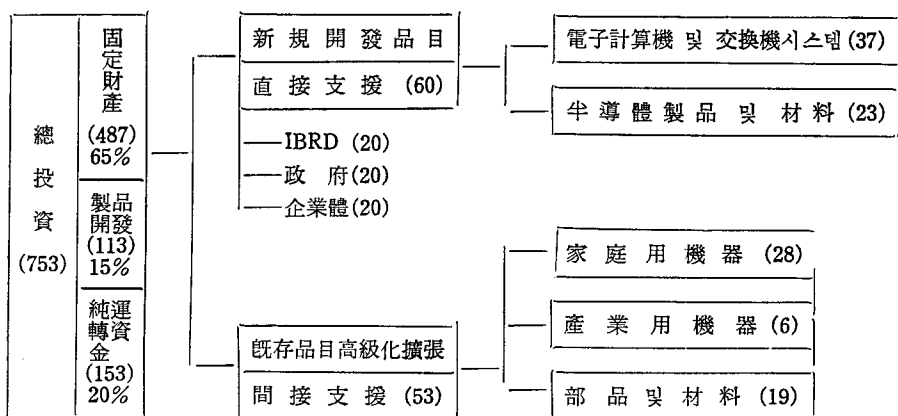 總投資
(753)
固定財產
(487)
65%
製品
開發
(113)
15%
純運
轉資
金
(153)
20%
新規開發品目
直接支援 (60)
IBRD (20)
政府(20)
企業體(20)
旣存品目高級化擴張
間接支援 (53)
電子計算機 및 交換機시스템(37)
半導體製品 및 材料 (23)
家庭用機器 (28)
產業用機器 (6)
部品 및 材料 (19)